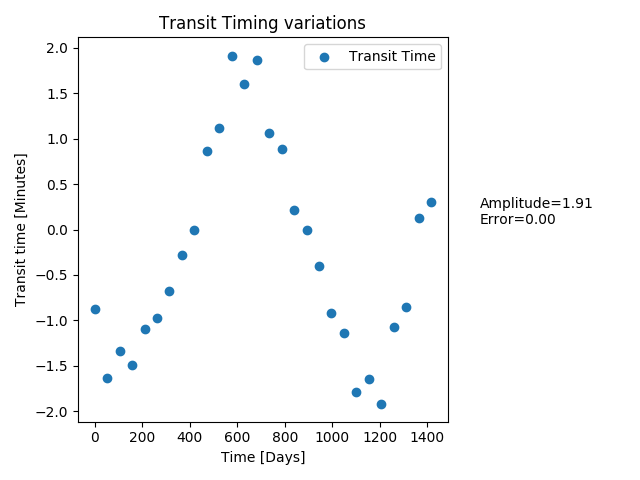 Transit Timing variations
Transit Time
2.0
1.5
1.0
0.5
0.0
−0.5
−1.0
−1.5
−2.0
Transit time [Minutes]
Amplitude=1.91
Error=0.00
0 200 400 600 800 1000 1200 1400
Time [Days]